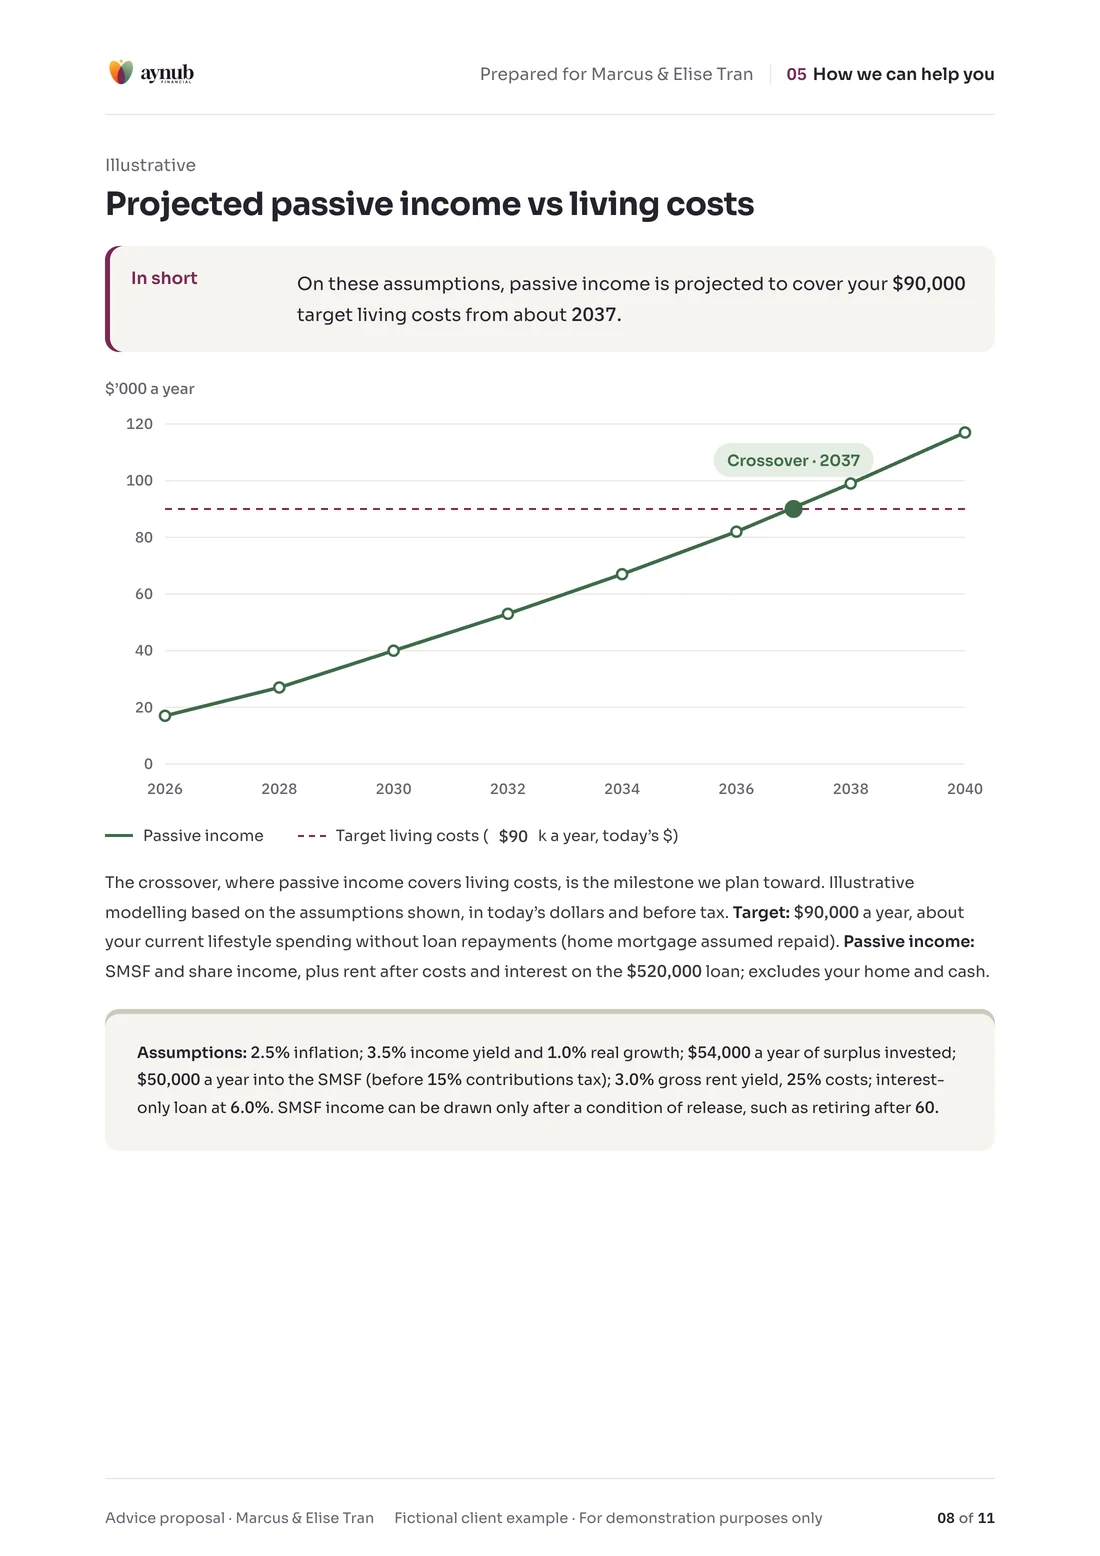 aynub
FINANCIAL
Prepared for Marcus & Elise Tran
05 How we can help you
Illustrative
Projected passive income vs living costs
In short
On these assumptions, passive income is projected to cover your $90,000
target living costs from about 2037.
$’000 a year
120
100
80
60
40
20
0
Crossover · 2037
2026 2028 2030 2032 2034 2036 2038 2040
Passive income
Target living costs ( $90 k a year, today’s $)
The crossover, where passive income covers living costs, is the milestone we plan toward. Illustrative
modelling based on the assumptions shown, in today’s dollars and before tax. Target: $90,000 a year, about
your current lifestyle spending without loan repayments (home mortgage assumed repaid). Passive income:
SMSF and share income, plus rent after costs and interest on the $520,000 loan; excludes your home and cash.
Assumptions: 2.5% inflation; 3.5% income yield and 1.0% real growth; $54,000 a year of surplus invested;
$50,000 a year into the SMSF (before 15% contributions tax); 3.0% gross rent yield, 25% costs; interest-
only loan at 6.0%. SMSF income can be drawn only after a condition of release, such as retiring after 60.
Advice proposal · Marcus & Elise Tran
Fictional client example · For demonstration purposes only
08 of 11